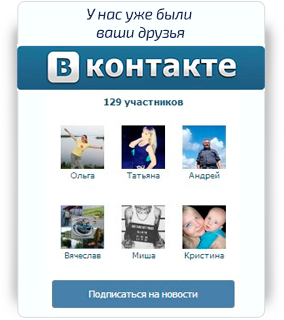 У нас уже были
ваши друзья
В контакте
129 участников
Ольга Татьяна Андрей
Вячеслав Миша Кристина
Подписаться на новости